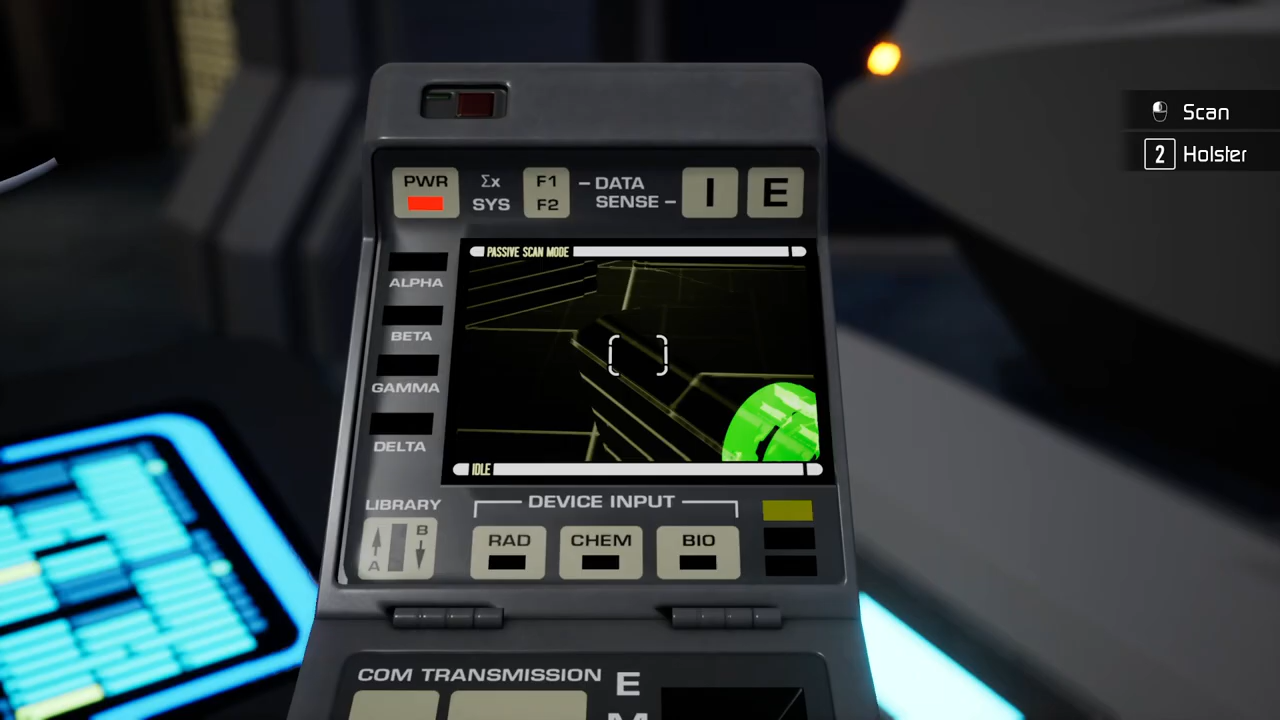 Scan
2 Holster
PWR
Σx
SYS
F1
F2
– DATA
SENSE –
I
E
PASSIVE SCAN MODE
ALPHA
BETA
GAMMA
DELTA
IDLE
LIBRARY
A
B
DEVICE INPUT
RAD
CHEM
BIO
COM TRANSMISSION
E
M